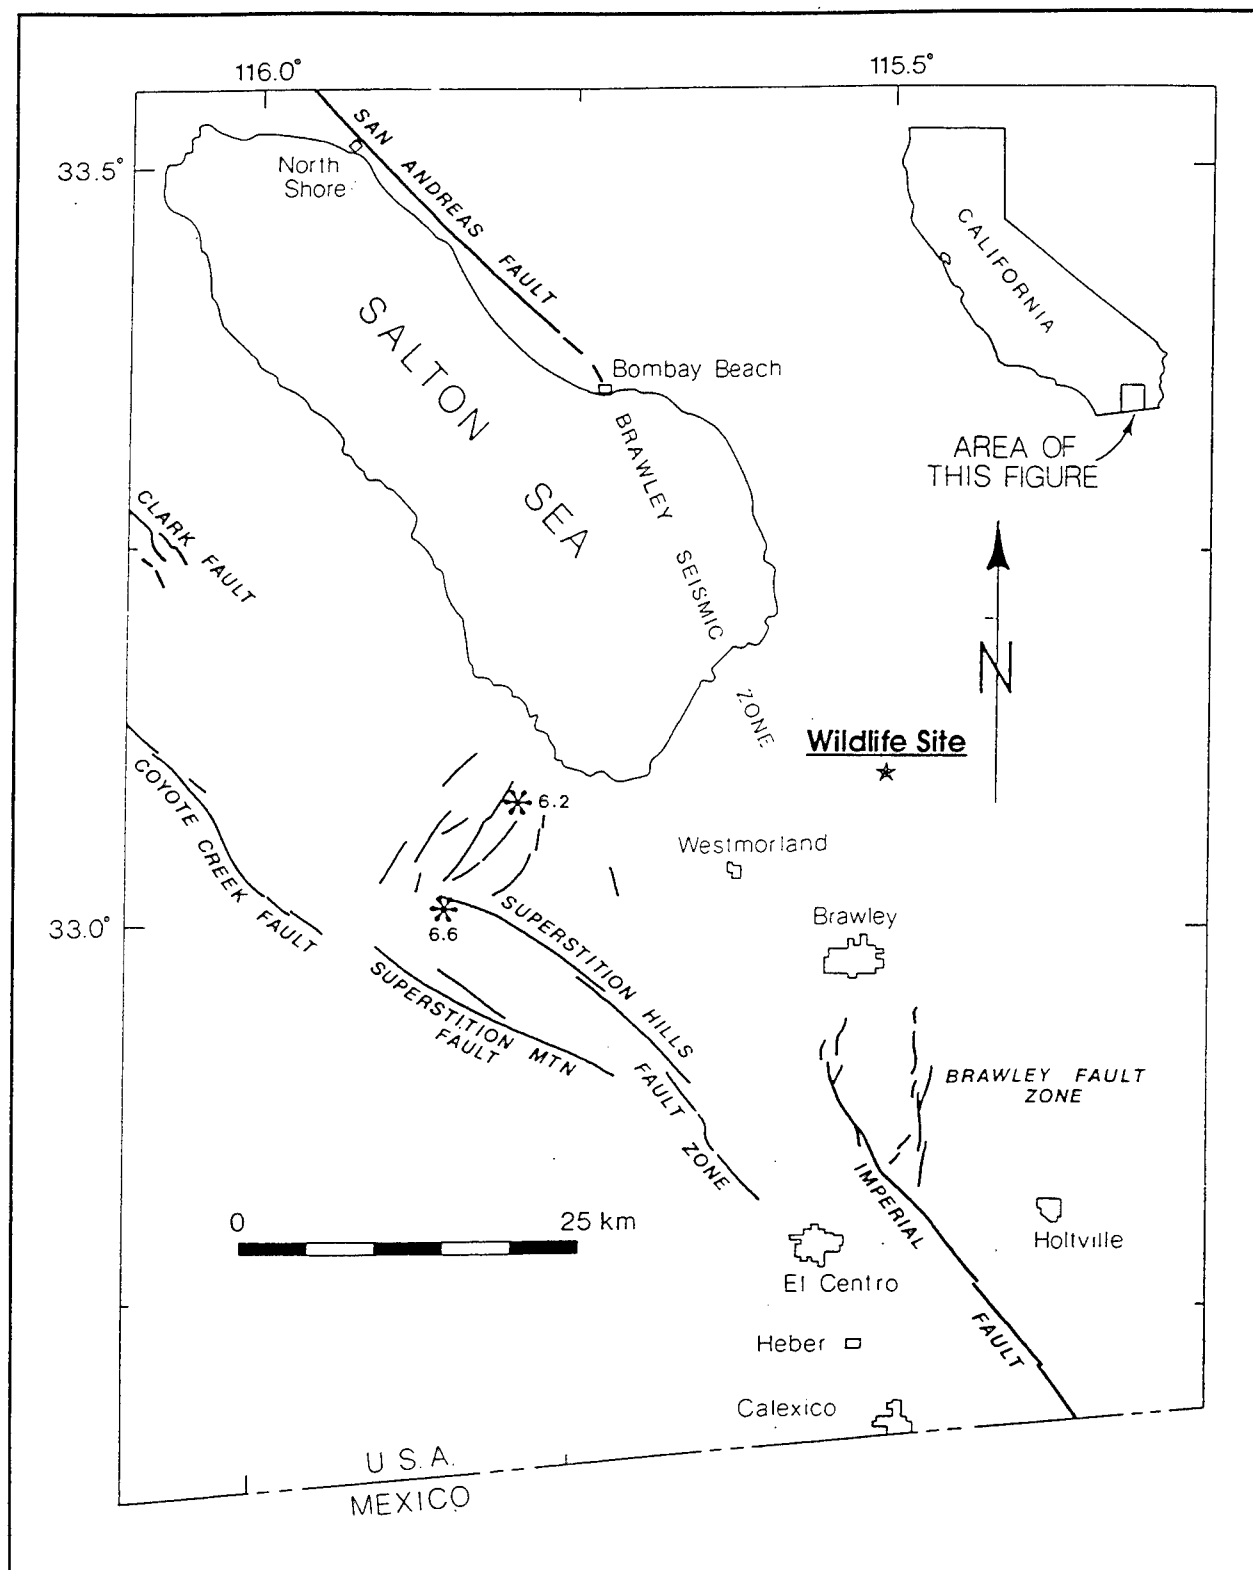 116.0°
115.5°
33.5°
SAN ANDREAS FAULT
North
Shore
CALIFORNIA
SALTON SEA
Bombay Beach
BRAWLEY SEISMIC ZONE
AREA OF
THIS FIGURE
CLARK FAULT
N
Wildlife Site
COYOTE CREEK FAULT
6.2
Westmorland
33.0°
6.6
SUPERSTITION HILLS
FAULT ZONE
Brawley
SUPERSTITION MTN
FAULT
BRAWLEY FAULT
ZONE
IMPERIAL FAULT
0
25 km
Holtville
El Centro
Heber
Calexico
U.S.A.
MEXICO